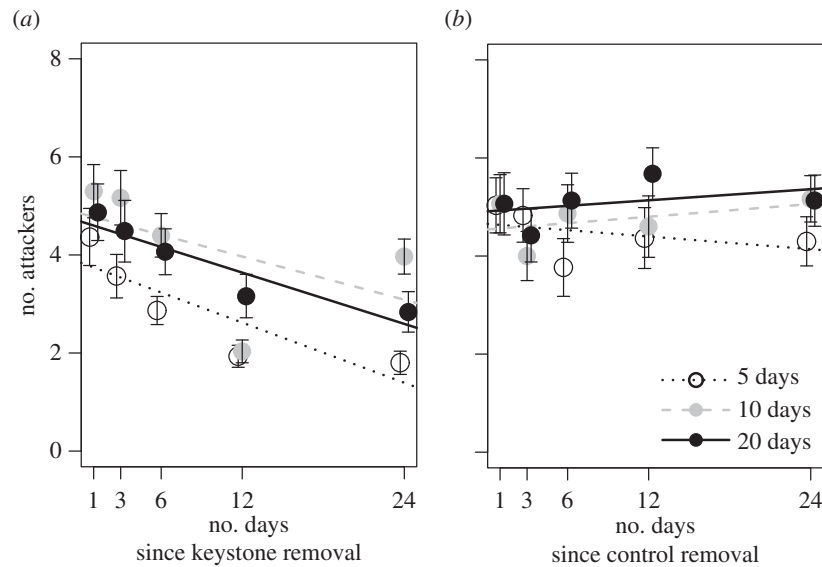 (a)
(b)
8
6
4
2
0
no. attackers
1 3 6 12 24
no. days
since keystone removal
1 3 6 12 24
no. days
since control removal
5 days
10 days
20 days